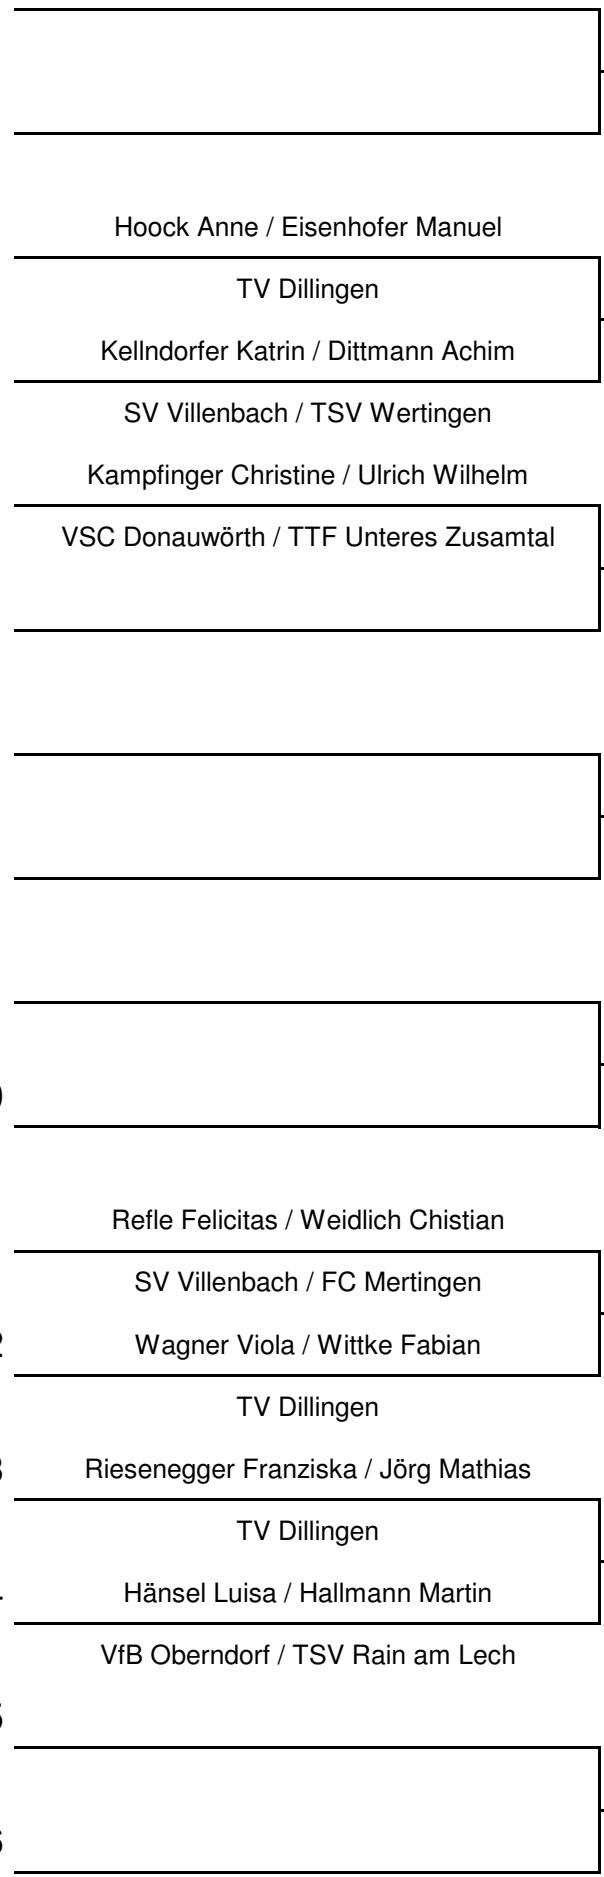 Hoock Anne / Eisenhofer Manuel
TV Dillingen
Kellndorfer Katrin / Dittmann Achim
SV Villenbach / TSV Wertingen
Kampfinger Christine / Ulrich Wilhelm
VSC Donauwörth / TTF Unteres Zusamtal
Refle Felicitas / Weidlich Chistian
SV Villenbach / FC Mertingen
Wagner Viola / Wittke Fabian
TV Dillingen
Riesenegger Franziska / Jörg Mathias
TV Dillingen
Hänsel Luisa / Hallmann Martin
VfB Oberndorf / TSV Rain am Lech